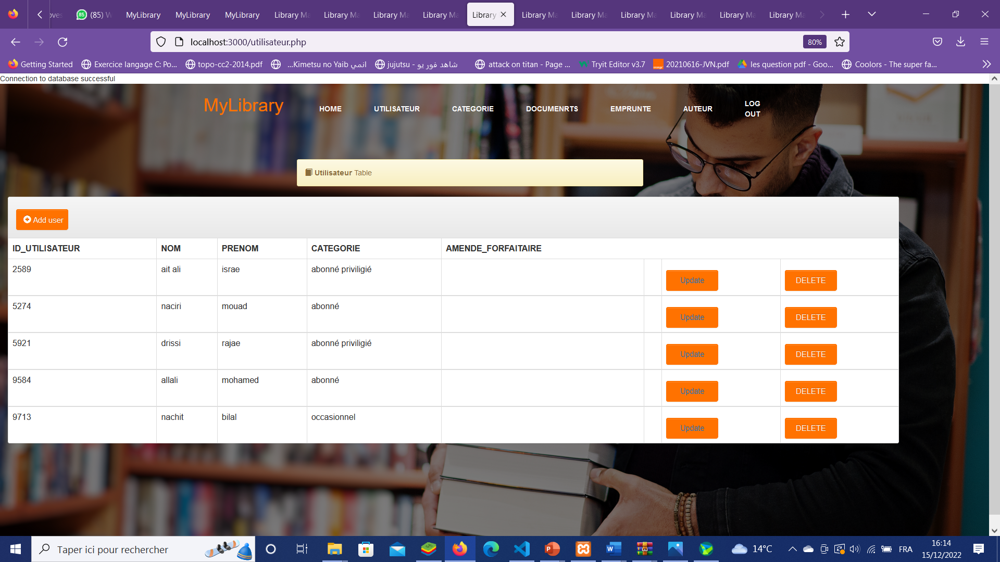 (85) W
MyLibrary
MyLibrary
MyLibrary
Library Ma
Library Ma
Library Ma
Library Ma
Library
Library Ma
Library Ma
Library Ma
Library Ma
Library Ma
Library Ma
localhost:3000/utilisateur.php
80%
Getting Started
Exercice langage C: Po...
topo-cc2-2014.pdf
...Kimetsu no Yaib انمي
jujutsu - شاهد فور يو
attack on titan - Page ...
Tryit Editor v3.7
20210616-JVN.pdf
les question pdf - Goo...
Coolors - The super fa...
Connection to database successful
MyLibrary
HOME
UTILISATEUR
CATEGORIE
DOCUMENRTS
EMPRUNTE
AUTEUR
LOG
OUT
Utilisateur Table
Add user
ID_UTILISATEUR NOM PRENOM CATEGORIE AMENDE_FORFAITAIRE
2589 ait ali israe abonné priviligié Update DELETE
5274 naciri mouad abonné Update DELETE
5921 drissi rajae abonné priviligié Update DELETE
9584 allali mohamed abonné Update DELETE
9713 nachit bilal occasionnel Update DELETE
Taper ici pour rechercher
14°C
FRA
16:14
15/12/2022